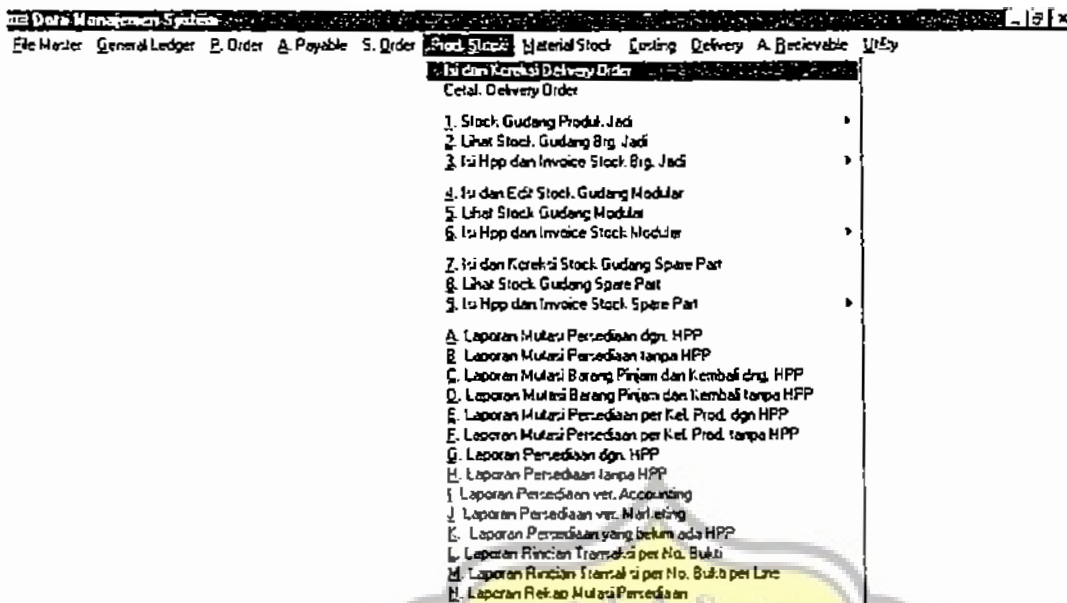 Data Manajemen System
File Master General Ledger P. Order A. Payable S. Order Prod. Stock Material Stock Costing Delivery A. Recievable Utility
Isi dan Koreksi Delivery Order
Cetak Delivery Order
1. Stock Gudang Produk Jadi
2. Lihat Stock Gudang Brg. Jadi
3. Isi Hpp dan Invoice Stock Brg. Jadi
4. Isi dan Edit Stock Gudang Modular
5. Lihat Stock Gudang Modular
6. Isi Hpp dan Invoice Stock Modular
7. Isi dan Koreksi Stock Gudang Spare Part
8. Lihat Stock Gudang Spare Part
9. Isi Hpp dan Invoice Stock Spare Part
A. Laporan Mutasi Persediaan dgn. HPP
B. Laporan Mutasi Persediaan tanpa HPP
C. Laporan Mutasi Barang Pinjam dan Kembali dng. HPP
D. Laporan Mutasi Barang Pinjam dan Kembali tanpa HPP
E. Laporan Mutasi Persediaan per Kel. Prod. dgn HPP
F. Laporan Mutasi Persediaan per Kel. Prod. tanpa HPP
G. Laporan Persediaan dgn. HPP
H. Laporan Persediaan tanpa HPP
I Laporan Persediaan ver. Accounting
J Laporan Persediaan ver. Marketing
K. Laporan Persediaan yang belum ada HPP
L. Laporan Rincian Transaksi per No. Bukti
M. Laporan Rincian Transaksi per No. Bukti per Line
N. Laporan Rekap Mutasi Persediaan